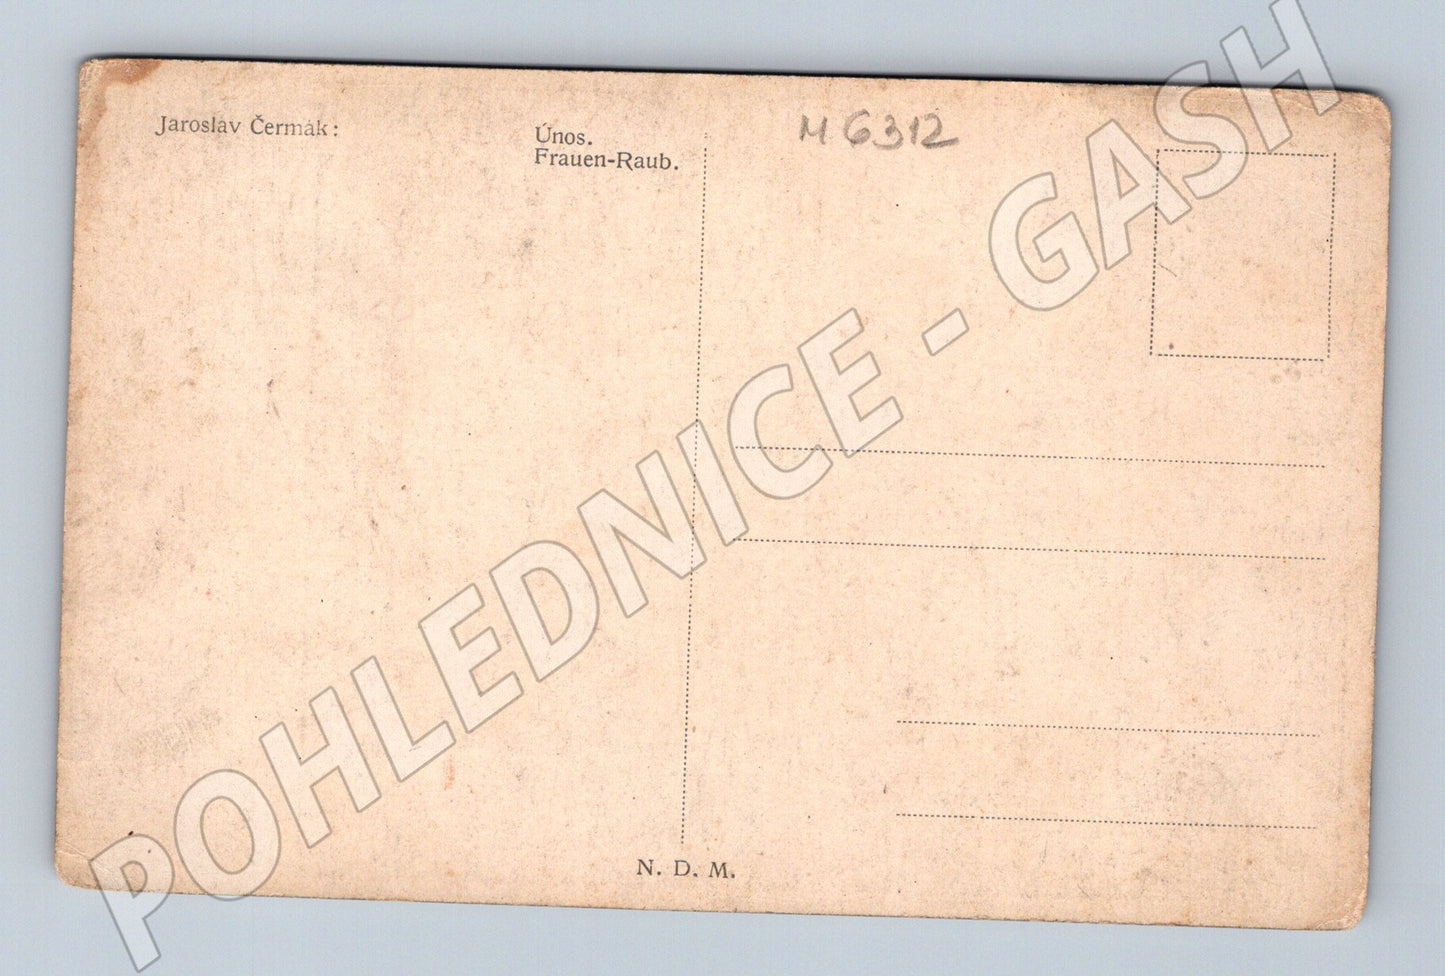 Jaroslav Čermák:
Únos.
Frauen-Raub.
M 6312
N. D. M.
POHLEDNICE - GASH